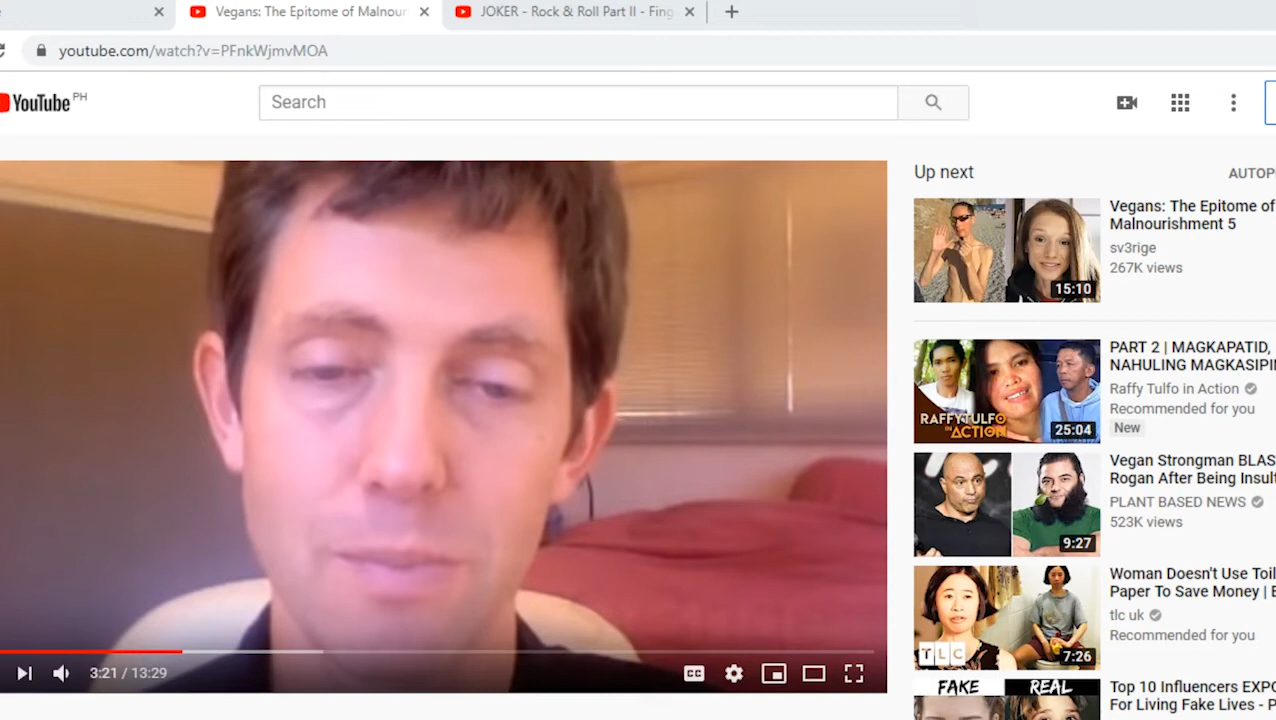 Vegans: The Epitome of Malnour
JOKER - Rock & Roll Part II - Fing
youtube.com/watch?v=PFnkWjmvMOA
YouTube PH
Search
Up next
AUTOP
Vegans: The Epitome of
Malnourishment 5
sv3rige
267K views
15:10
PART 2 | MAGKAPATID,
NAHULING MAGKASIPIN
Raffy Tulfo in Action
Recommended for you
New
RAFFYTULFO
IN ACTION
25:04
Vegan Strongman BLAS
Rogan After Being Insult
PLANT BASED NEWS
523K views
9:27
Woman Doesn't Use Toil
Paper To Save Money | E
tlc uk
Recommended for you
TLC
7:26
FAKE REAL
Top 10 Influencers EXPO
For Living Fake Lives - P
3:21 / 13:29
CC